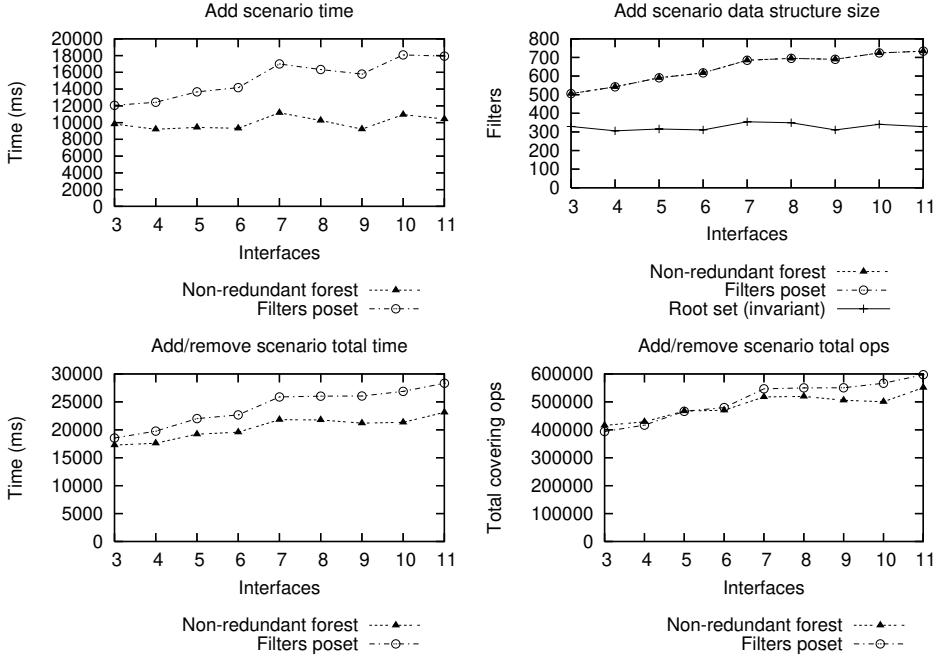 Add scenario time
Time (ms)
20000
18000
16000
14000
12000
10000
8000
6000
4000
2000
0
3 4 5 6 7 8 9 10 11
Interfaces
Non-redundant forest
Filters poset
Add scenario data structure size
Filters
800
700
600
500
400
300
200
100
0
3 4 5 6 7 8 9 10 11
Interfaces
Non-redundant forest
Filters poset
Root set (invariant)
Add/remove scenario total time
Time (ms)
30000
25000
20000
15000
10000
5000
0
3 4 5 6 7 8 9 10 11
Interfaces
Non-redundant forest
Filters poset
Add/remove scenario total ops
Total covering ops
600000
500000
400000
300000
200000
100000
0
3 4 5 6 7 8 9 10 11
Interfaces
Non-redundant forest
Filters poset